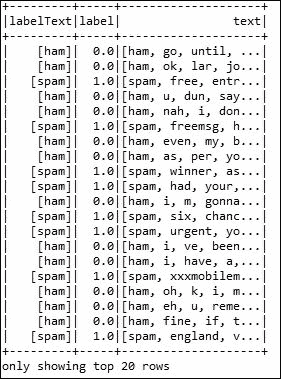 +---------+-----+--------------------+
|labelText|label|                text|
+---------+-----+--------------------+
|    [ham]|  0.0|[ham, go, until, ...|
|    [ham]|  0.0|[ham, ok, lar, jo...|
|   [spam]|  1.0|[spam, free, entr...|
|    [ham]|  0.0|[ham, u, dun, say...|
|    [ham]|  0.0|[ham, nah, i, don...|
|   [spam]|  1.0|[spam, freemsg, h...|
|    [ham]|  0.0|[ham, even, my, b...|
|    [ham]|  0.0|[ham, as, per, yo...|
|   [spam]|  1.0|[spam, winner, as...|
|   [spam]|  1.0|[spam, had, your,...|
|    [ham]|  0.0|[ham, i, m, gonna...|
|   [spam]|  1.0|[spam, six, chanc...|
|   [spam]|  1.0|[spam, urgent, yo...|
|    [ham]|  0.0|[ham, i, ve, been...|
|    [ham]|  0.0|[ham, i, have, a,...|
|   [spam]|  1.0|[spam, xxxmobilem...|
|    [ham]|  0.0|[ham, oh, k, i, m...|
|    [ham]|  0.0|[ham, eh, u, reme...|
|    [ham]|  0.0|[ham, fine, if, t...|
|   [spam]|  1.0|[spam, england, v...|
+---------+-----+--------------------+
only showing top 20 rows